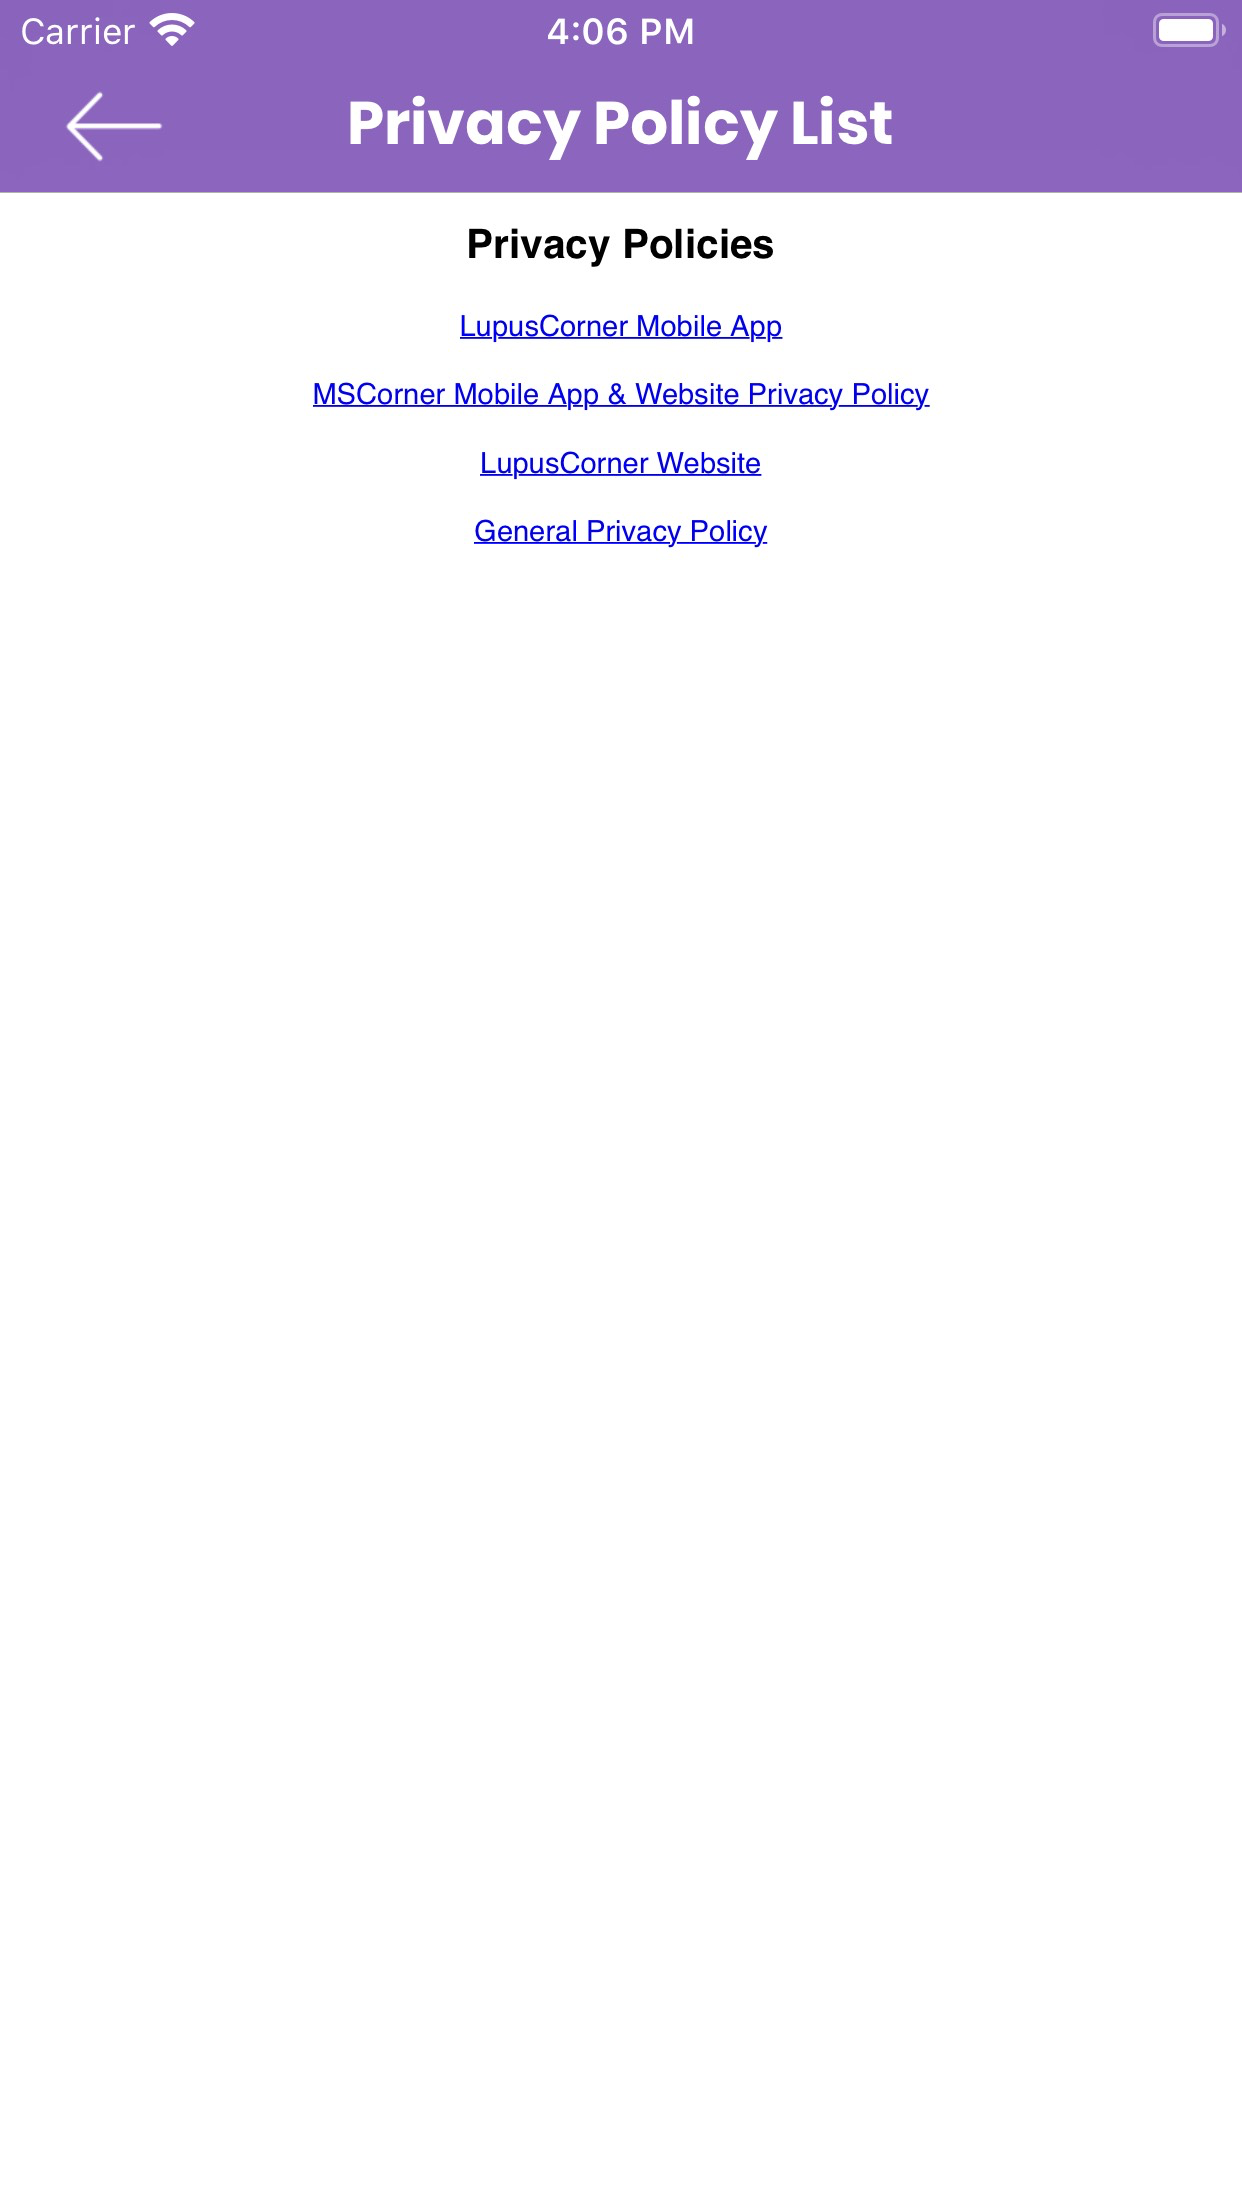 Carrier
4:06 PM
Privacy Policy List
Privacy Policies
LupusCorner Mobile App
MSCorner Mobile App & Website Privacy Policy
LupusCorner Website
General Privacy Policy